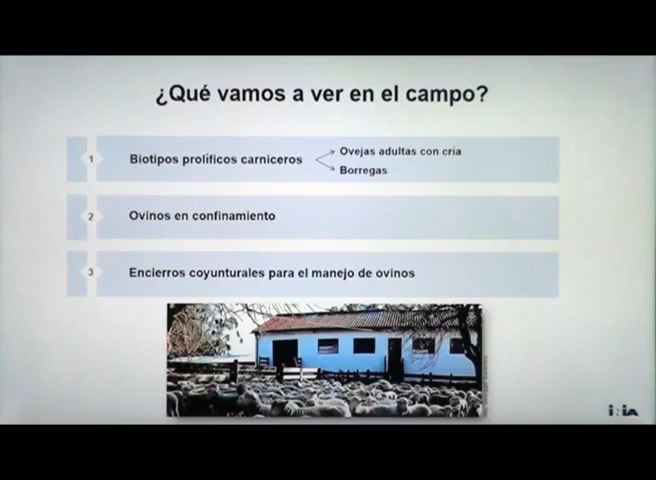 ¿Qué vamos a ver en el campo?
1 Biotipos prolíficos carniceros
Ovejas adultas con cría
Borregas
2 Ovinos en confinamiento
3 Encierros coyunturales para el manejo de ovinos
inia